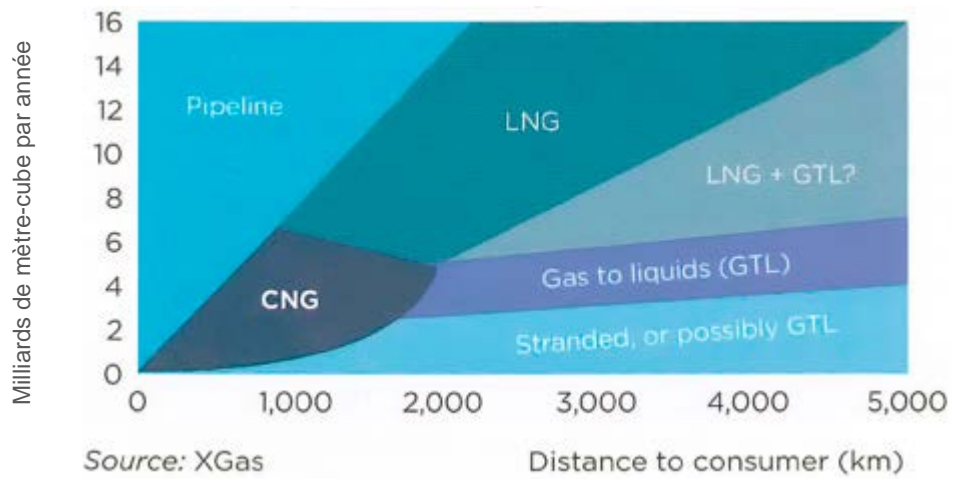 Milliards de mètre-cube par année
16
14
12
10
8
6
4
2
0
Pipeline
LNG
LNG + GTL?
CNG
Gas to liquids (GTL)
Stranded, or possibly GTL
0 1,000 2,000 3,000 4,000 5,000
Source: XGas Distance to consumer (km)